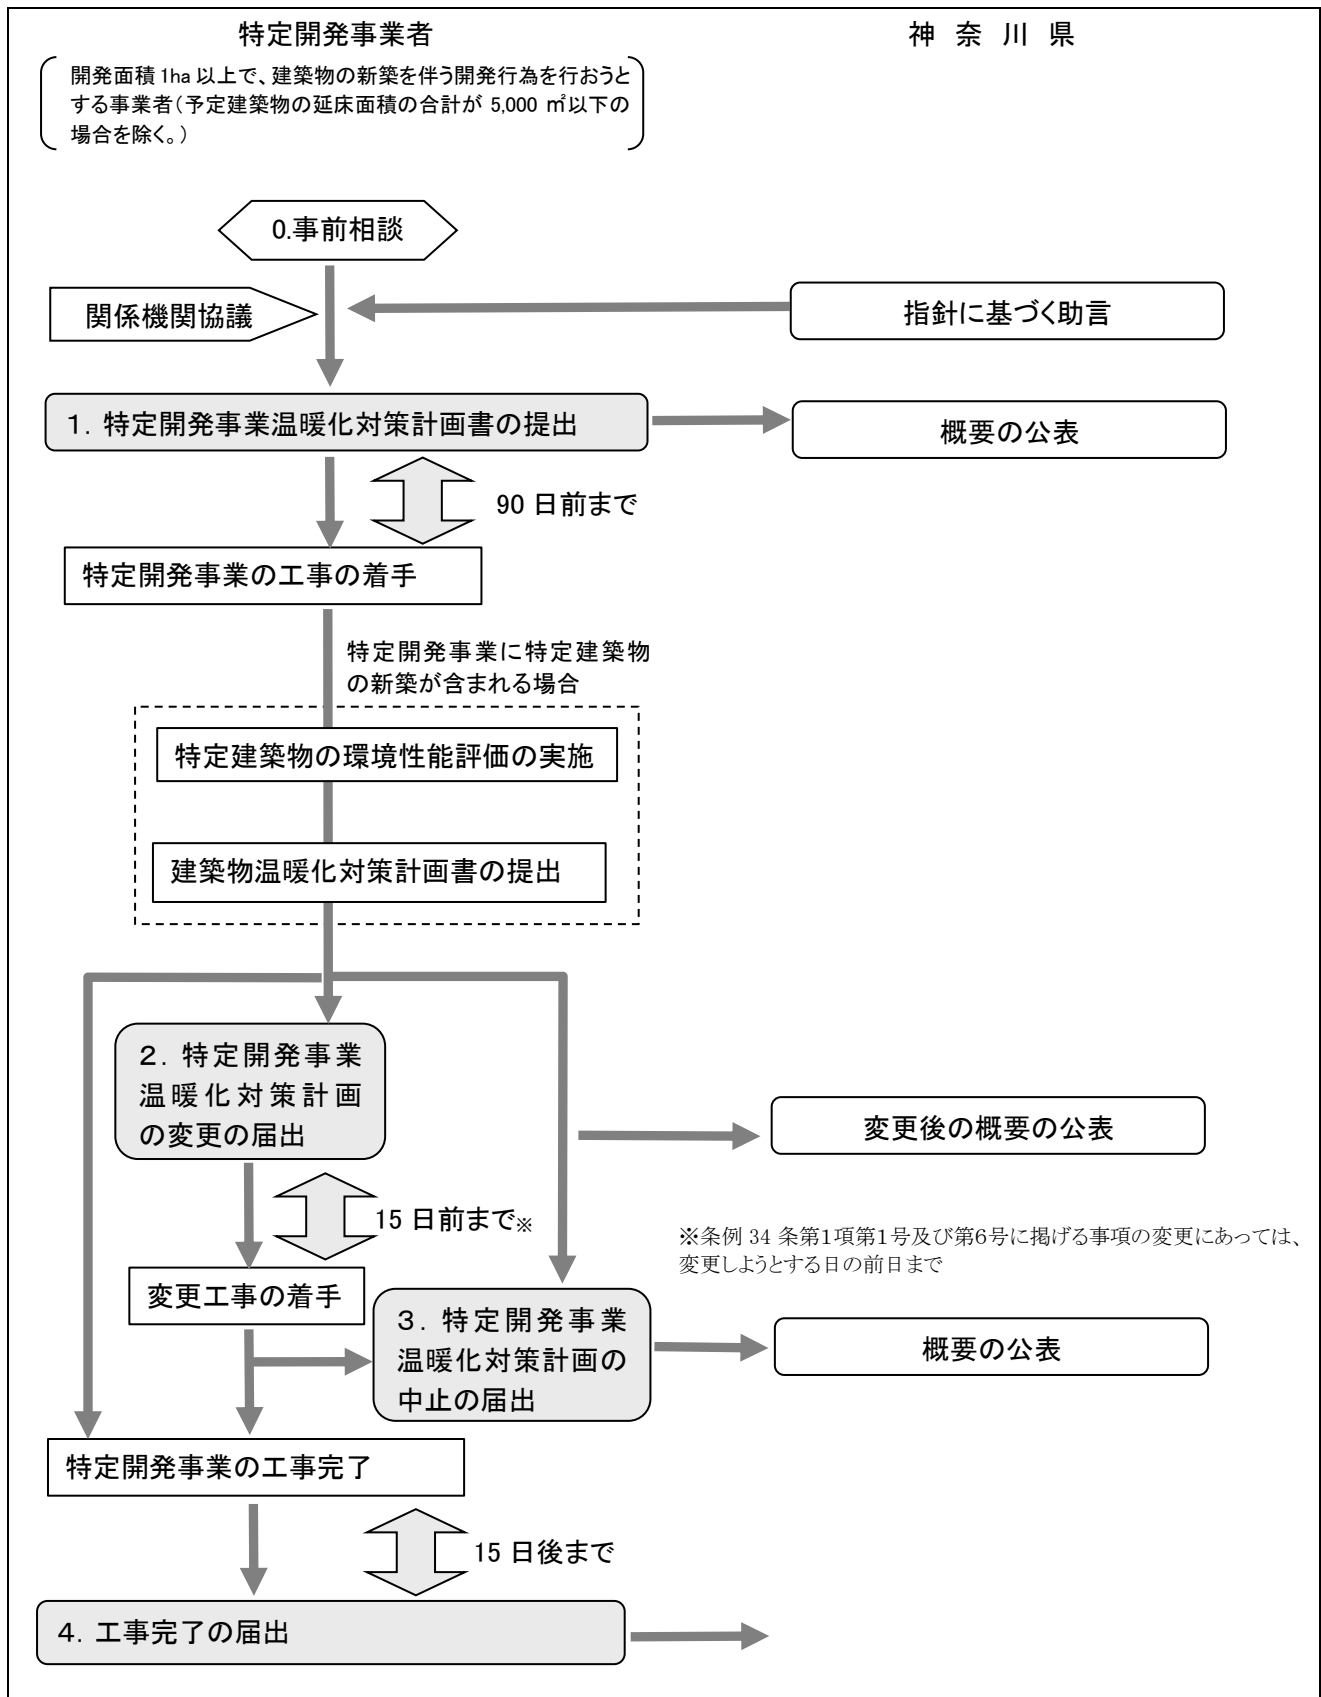 特定開発事業者
神 奈 川 県
開発面積 1ha 以上で、建築物の新築を伴う開発行為を行おうと
する事業者（予定建築物の延床面積の合計が 5,000 ㎡以下の
場合を除く。）
0.事前相談
関係機関協議
指針に基づく助言
１．特定開発事業温暖化対策計画書の提出
概要の公表
90 日前まで
特定開発事業の工事の着手
特定開発事業に特定建築物
の新築が含まれる場合
特定建築物の環境性能評価の実施
建築物温暖化対策計画書の提出
２．特定開発事業
温暖化対策計画
の変更の届出
変更後の概要の公表
15 日前まで※
※条例 34 条第１項第１号及び第６号に掲げる事項の変更にあっては、
変更しようとする日の前日まで
変更工事の着手
３．特定開発事業
温暖化対策計画の
中止の届出
概要の公表
特定開発事業の工事完了
15 日後まで
４．工事完了の届出